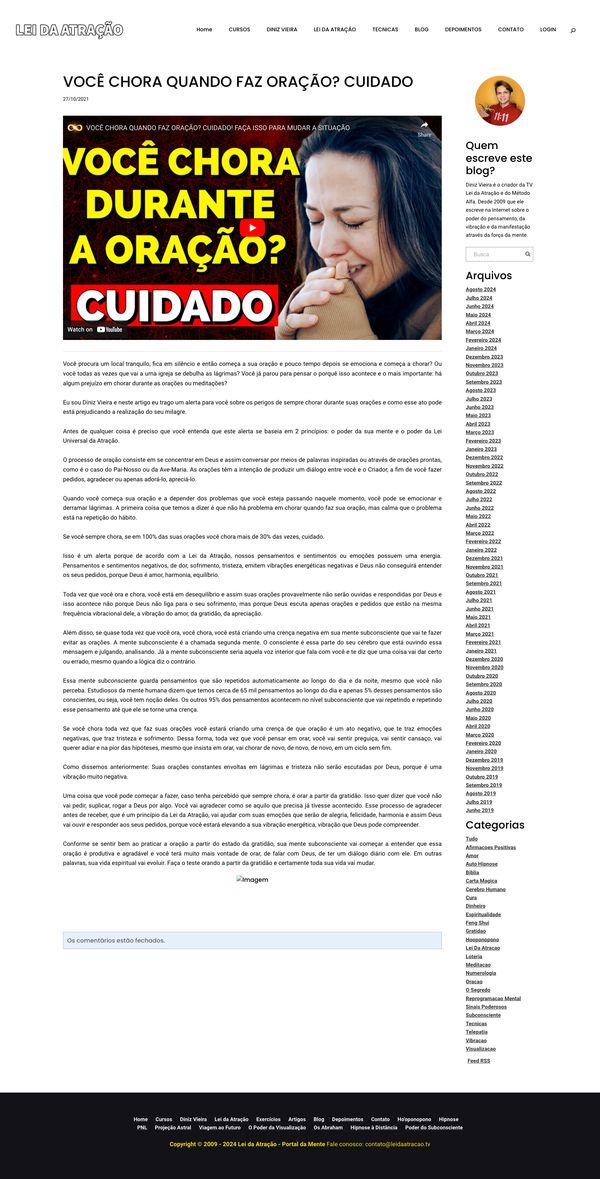 LEI DA ATRAÇÃO
Home CURSOS DINIZ VIEIRA LEI DA ATRAÇÃO TECNICAS BLOG DEPOIMENTOS CONTATO LOGIN
VOCÊ CHORA QUANDO FAZ ORAÇÃO? CUIDADO
27/10/2021
VOCÊ CHORA QUANDO FAZ ORAÇÃO? CUIDADO! FAÇA ISSO PARA MUDAR A SITUAÇÃO
Share
VOCÊ CHORA
DURANTE
A ORAÇÃO?
CUIDADO
Watch on YouTube
Você procura um local tranquilo, fica em silêncio e então começa a sua oração e pouco tempo depois se emociona e começa a chorar? Ou
você todas as vezes que vai a uma igreja se debulha as lágrimas? Você já parou para pensar o porquê isso acontece e o mais importante: há
algum prejuízo em chorar durante as orações ou meditações?
Eu sou Diniz Vieira e neste artigo eu trago um alerta para você sobre os perigos de sempre chorar durante suas orações e como esse ato pode
está prejudicando a realização do seu milagre.
Antes de qualquer coisa é preciso que você entenda que este alerta se baseia em 2 princípios: o poder da sua mente e o poder da Lei
Universal da Atração.
O processo de oração consiste em se concentrar em Deus e assim conversar por meios de palavras inspiradas ou através de orações prontas,
como é o caso do Pai-Nosso ou da Ave-Maria. As orações têm a intenção de produzir um diálogo entre você e o Criador, a fim de você fazer
pedidos, agradecer ou apenas adorá-lo, apreciá-lo.
Quando você começa sua oração e a depender dos problemas que você esteja passando naquele momento, você pode se emocionar e
derramar lágrimas. A primeira coisa que temos a dizer é que não há problema em chorar quando faz sua oração, mas calma que o problema
está na repetição do hábito.
Se você sempre chora, se em 100% das suas orações você chora mais de 30% das vezes, cuidado.
Isso é um alerta porque de acordo com a Lei da Atração, nossos pensamentos e sentimentos ou emoções possuem uma energia.
Pensamentos e sentimentos negativos, de dor, sofrimento, tristeza, emitem vibrações energéticas negativas e Deus não conseguirá entender
os seus pedidos, porque Deus é amor, harmonia, equilíbrio.
Toda vez que você ora e chora, você está em desequilíbrio e assim suas orações provavelmente não serão ouvidas e respondidas por Deus e
isso acontece não porque Deus não liga para o seu sofrimento, mas porque Deus escuta apenas orações e pedidos que estão na mesma
frequência vibracional dele, a vibração do amor, da gratidão, da apreciação.
Além disso, se quase toda vez que você ora, você chora, você está criando uma crença negativa em sua mente subconsciente que vai te fazer
evitar as orações. A mente subconsciente é a chamada segunda mente. O consciente é essa parte do seu cérebro que está ouvindo essa
mensagem e julgando, analisando. Já a mente subconsciente seria aquela voz interior que fala com você e te diz que uma coisa vai dar certo
ou errado, mesmo quando a lógica diz o contrário.
Essa mente subconsciente guarda pensamentos que são repetidos automaticamente ao longo do dia e da noite, mesmo que você não
perceba. Estudiosos da mente humana dizem que temos cerca de 65 mil pensamentos ao longo do dia e apenas 5% desses pensamentos são
conscientes, ou seja, você tem noção deles. Os outros 95% dos pensamentos acontecem no nível subconsciente que vai repetindo e repetindo
esse pensamento até que ele se torne uma crença.
Se você chora toda vez que faz suas orações você estará criando uma crença de que oração é um ato negativo, que te traz emoções
negativas, que traz tristeza e sofrimento. Dessa forma, toda vez que você pensar em orar, você vai sentir preguiça, vai sentir cansaço, vai
querer adiar e na pior das hipóteses, mesmo que insista em orar, vai chorar de novo, de novo, de novo, em um ciclo sem fim.
Como dissemos anteriormente: Suas orações constantes envoltas em lágrimas e tristeza não serão escutadas por Deus, porque é uma
vibração muito negativa.
Uma coisa que você pode começar a fazer, caso tenha percebido que sempre chora, é orar a partir da gratidão. Isso quer dizer que você não
vai pedir, suplicar, rogar a Deus por algo. Você vai agradecer como se aquilo que precisa já tivesse acontecido. Esse processo de agradecer
antes de receber, que é um princípio da Lei da Atração, vai ajudar com suas emoções que serão de alegria, felicidade, harmonia e assim Deus
vai ouvir e responder aos seus pedidos, porque você estará elevando a sua vibração energética, vibração que Deus pode compreender.
Conforme se sentir bem ao praticar a oração a partir do estado da gratidão, sua mente subconsciente vai começar a entender que essa
oração é produtiva e agradável e você terá muito mais vontade de orar, de falar com Deus, de ter um diálogo diário com ele. Em outras
palavras, sua vida espiritual vai evoluir. Faça o teste orando a partir da gratidão e certamente toda sua vai mudar.
Imagem
Os comentários estão fechados.
11:11
Quem
escreve este
blog?
Diniz Vieira é o criador da TV
Lei da Atração e do Método
Alfa. Desde 2009 que ele
escreve na Internet sobre o
poder do pensamento, da
vibração e da manifestação
através da força da mente.
Busca
Arquivos
Agosto 2024
Julho 2024
Junho 2024
Maio 2024
Abril 2024
Março 2024
Fevereiro 2024
Janeiro 2024
Dezembro 2023
Novembro 2023
Outubro 2023
Setembro 2023
Agosto 2023
Julho 2023
Junho 2023
Maio 2023
Abril 2023
Março 2023
Fevereiro 2023
Janeiro 2023
Dezembro 2022
Novembro 2022
Outubro 2022
Setembro 2022
Agosto 2022
Julho 2022
Junho 2022
Maio 2022
Abril 2022
Março 2022
Fevereiro 2022
Janeiro 2022
Dezembro 2021
Novembro 2021
Outubro 2021
Setembro 2021
Agosto 2021
Julho 2021
Junho 2021
Maio 2021
Abril 2021
Março 2021
Fevereiro 2021
Janeiro 2021
Dezembro 2020
Novembro 2020
Outubro 2020
Setembro 2020
Agosto 2020
Julho 2020
Junho 2020
Maio 2020
Abril 2020
Março 2020
Fevereiro 2020
Janeiro 2020
Dezembro 2019
Novembro 2019
Outubro 2019
Setembro 2019
Agosto 2019
Julho 2019
Junho 2019
Categorias
Tudo
Afirmacoes Positivas
Amor
Auto Hipnose
Bíblia
Carta Magica
Cerebro Humano
Cura
Dinheiro
Espiritualidade
Feng Shui
Gratidao
Hooponopono
Lei Da Atracao
Loteria
Meditacao
Numerologia
Oracao
O Segredo
Reprogramacao Mental
Sinais Poderosos
Subconsciente
Tecnicas
Telepatia
Vibracao
Visualizacao
Feed RSS
Home Cursos Diniz Vieira Lei da Atração Exercícios Artigos Blog Depoimentos Contato Ho'oponopono Hipnose
PNL Projeção Astral Viagem ao Futuro O Poder da Visualização Os Abraham Hipnose à Distância Poder do Subconsciente
Copyright © 2009 - 2024 Lei da Atração - Portal da Mente Fale conosco: contato@leidaatracao.tv